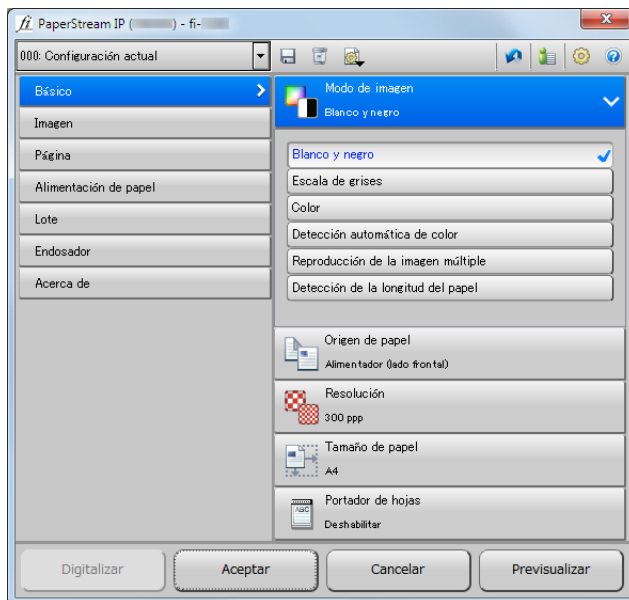 fi PaperStream IP ( ) - fi-
000: Configuración actual
Básico
Imagen
Página
Alimentación de papel
Lote
Endosador
Acerca de
Modo de imagen
Blanco y negro
Blanco y negro
Escala de grises
Color
Detección automática de color
Reproducción de la imagen múltiple
Detección de la longitud del papel
Origen de papel
Alimentador (lado frontal)
Resolución
300 ppp
Tamaño de papel
A4
ABC
Portador de hojas
Deshabilitar
Digitalizar
Aceptar
Cancelar
Previsualizar